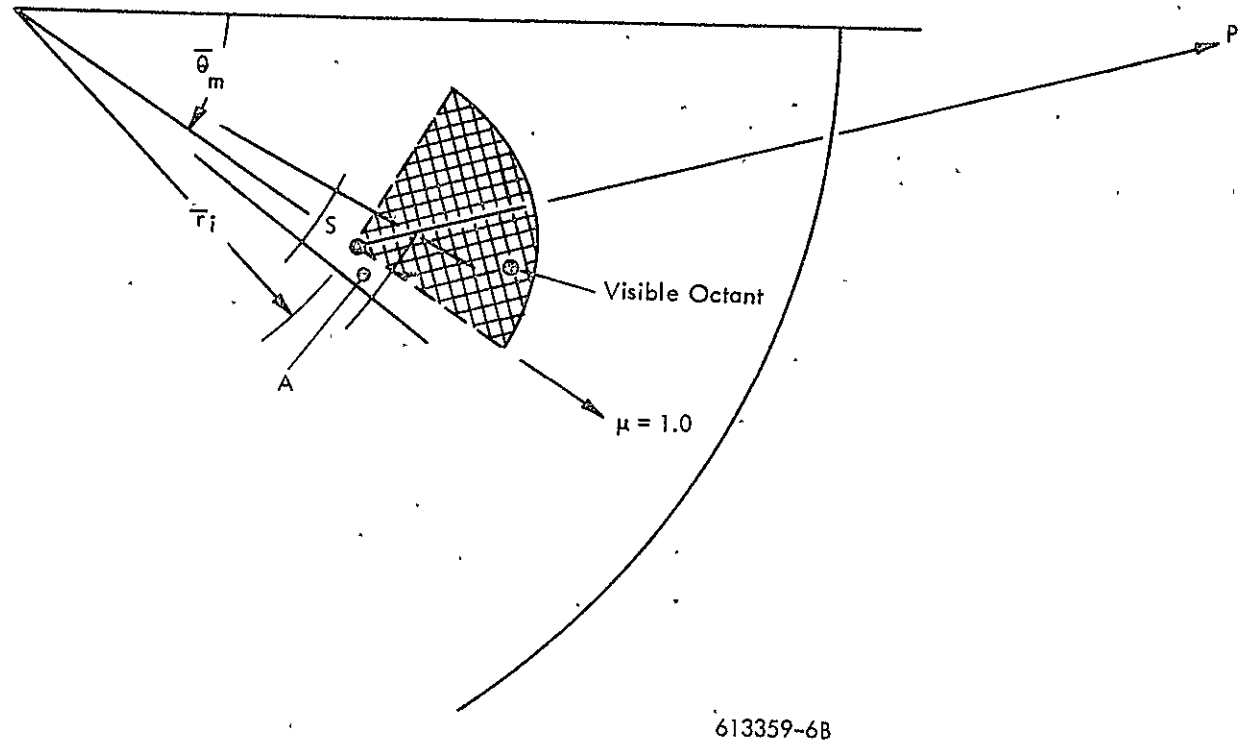 P
θ̄m
r̄i
S
Visible Octant
A
μ = 1.0
613359-6B